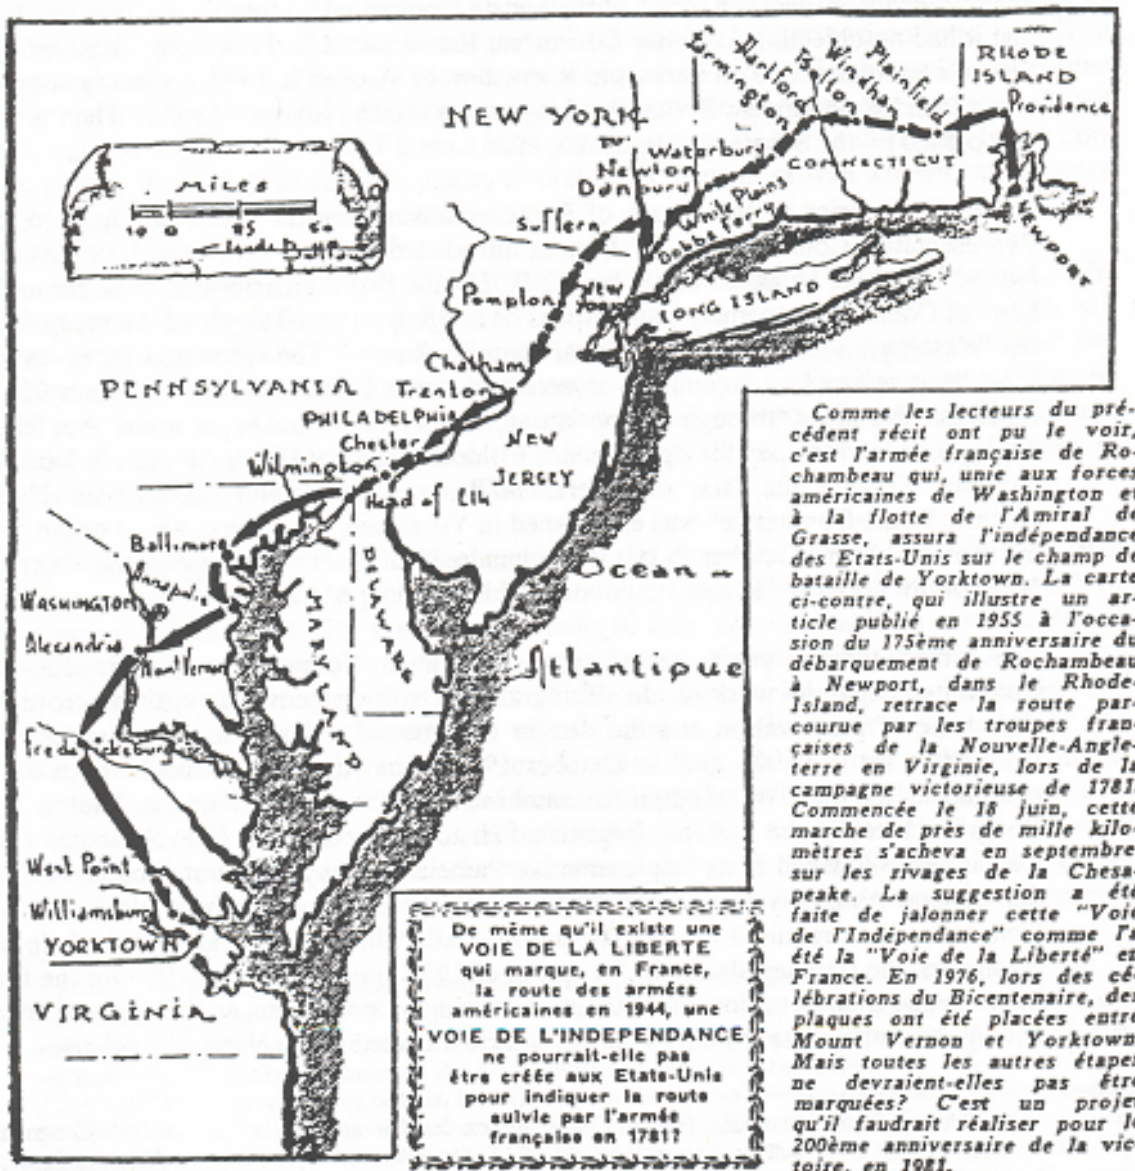 RHODE
ISLAND
Providence
NEWPORT
Windham
Bolton
CONNECTICUT
Waterbury
Newton
Danbury
White Plains
Dobbs Ferry
NEW YORK
Suffern
New
York
LONG ISLAND
Pompton
Chatham
MILES
10 0 25 50
PENNSYLVANIA
Trenton
PHILADELPHIA
Chester
NEW
JERSEY
Wilmington
Head of Elk
Baltimore
Annapolis
WASHINGTON
Alexandria
MARYLAND
DELAWARE
Océan
Atlantique
Fredericksburg
West Point
Williamsburg
YORKTOWN
VIRGINIA
Comme les lecteurs du pré-
cédent récit ont pu le voir,
c'est l'armée française de Ro-
chambeau qui, unie aux forces
américaines de Washington et
à la flotte de l'Amiral de
Grasse, assura l'indépendance
des Etats-Unis sur le champ de
bataille de Yorktown. La carte
ci-contre, qui illustre un ar-
ticle publié en 1955 à l'occa-
sion du 175ème anniversaire du
débarquement de Rochambeau
à Newport, dans le Rhode-
Island, retrace la route par-
courue par les troupes fran-
çaises de la Nouvelle-Angle-
terre en Virginie, lors de la
campagne victorieuse de 1781.
Commencée le 18 juin, cette
marche de près de mille kilo-
mètres s'acheva en septembre
sur les rivages de la Chesa-
peake. La suggestion a été
faite de jalonner cette "Voie
de l'Indépendance" comme l'a
été la "Voie de la Liberté" en
France. En 1976, lors des cé-
lébrations du Bicentenaire, des
plaques ont été placées entre
Mount Vernon et Yorktown.
Mais toutes les autres étapes
ne devraient-elles pas être
marquées? C'est un projet
qu'il faudrait réaliser pour le
200ème anniversaire de la vic-
toire, en 1981.
De même qu'il existe une
VOIE DE LA LIBERTE
qui marque, en France,
la route des armées
américaines en 1944, une
VOIE DE L'INDEPENDANCE
ne pourrait-elle pas
être créée aux Etats-Unis
pour indiquer la route
suivie par l'armée
française en 1781?